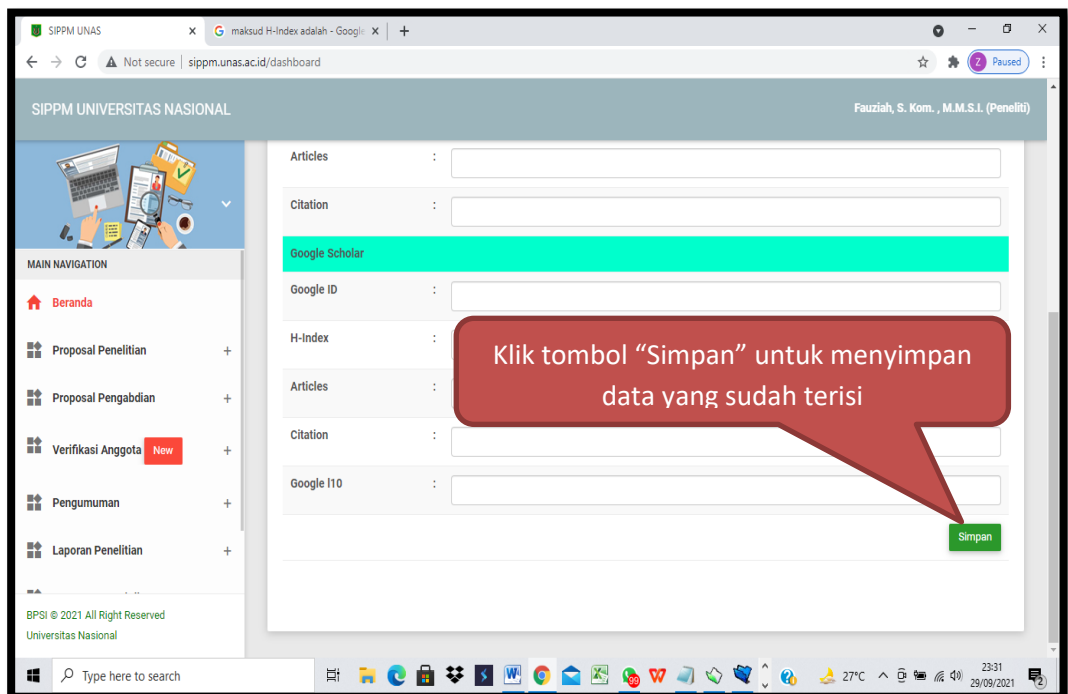 SIPPM UNAS
maksud H-Index adalah - Google
Not secure | sippm.unas.ac.id/dashboard
Z Paused
SIPPM UNIVERSITAS NASIONAL
Fauziah, S. Kom. , M.M.S.I. (Peneliti)
MAIN NAVIGATION
Beranda
Proposal Penelitian +
Proposal Pengabdian +
Verifikasi Anggota New +
Pengumuman +
Laporan Penelitian +
BPSI © 2021 All Right Reserved
Universitas Nasional
Articles :
Citation :
Google Scholar
Google ID :
H-Index :
Articles :
Citation :
Google I10 :
Klik tombol “Simpan” untuk menyimpan
data yang sudah terisi
Simpan
Type here to search
99
27°C
23:31
29/09/2021
2